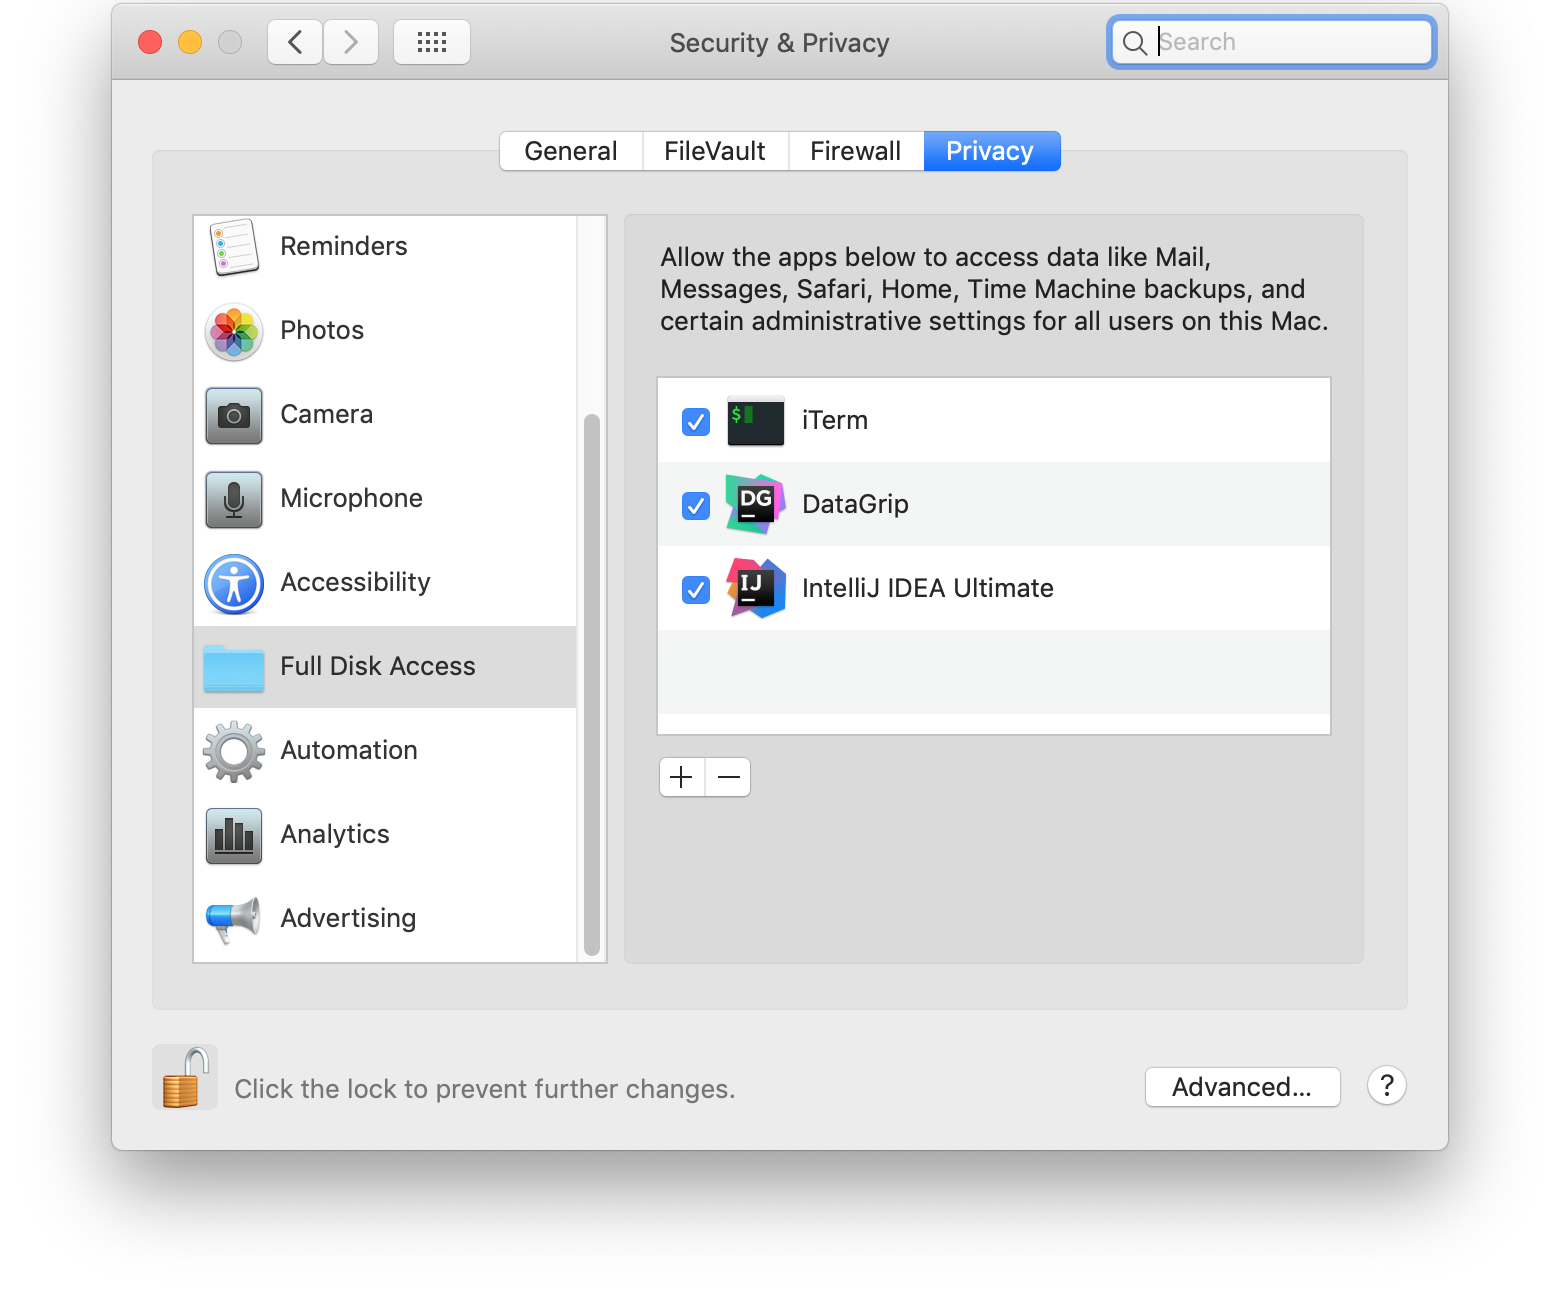 Security & Privacy
Search
General
FileVault
Firewall
Privacy
Reminders
Photos
Camera
Microphone
Accessibility
Full Disk Access
Automation
Analytics
Advertising
Allow the apps below to access data like Mail,
Messages, Safari, Home, Time Machine backups, and
certain administrative settings for all users on this Mac.
$
iTerm
DG
DataGrip
IJ
IntelliJ IDEA Ultimate
Click the lock to prevent further changes.
Advanced...
?